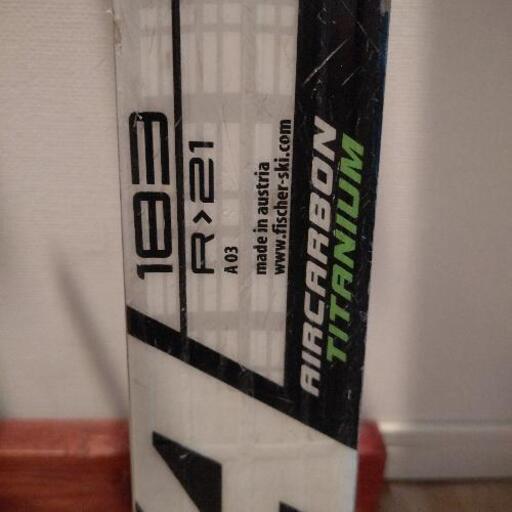 183
R>21
A 03
made in austria
www.fischer-ski.com
AIRCARBON
TITANIUM